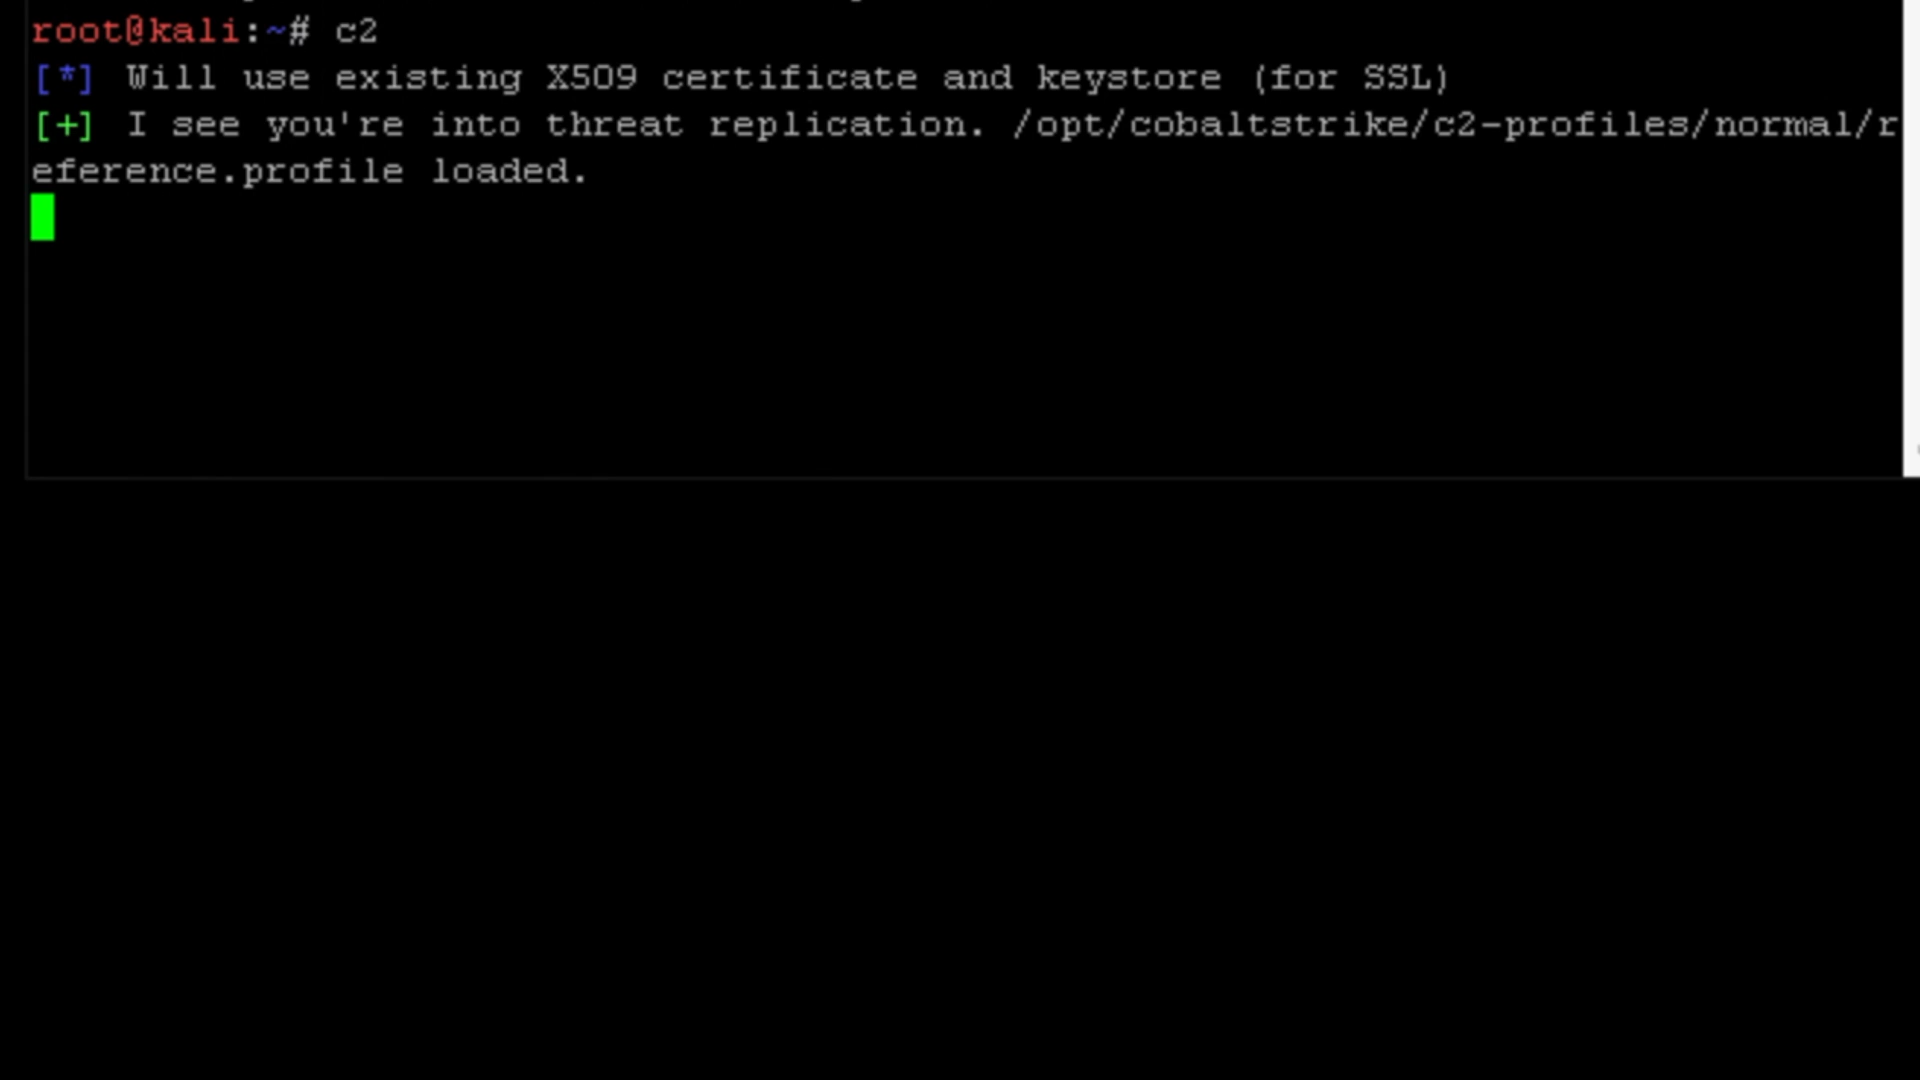 root@kali:~# c2
[*] Will use existing X509 certificate and keystore (for SSL)
[+] I see you're into threat replication. /opt/cobaltstrike/c2-profiles/normal/r
eference.profile loaded.